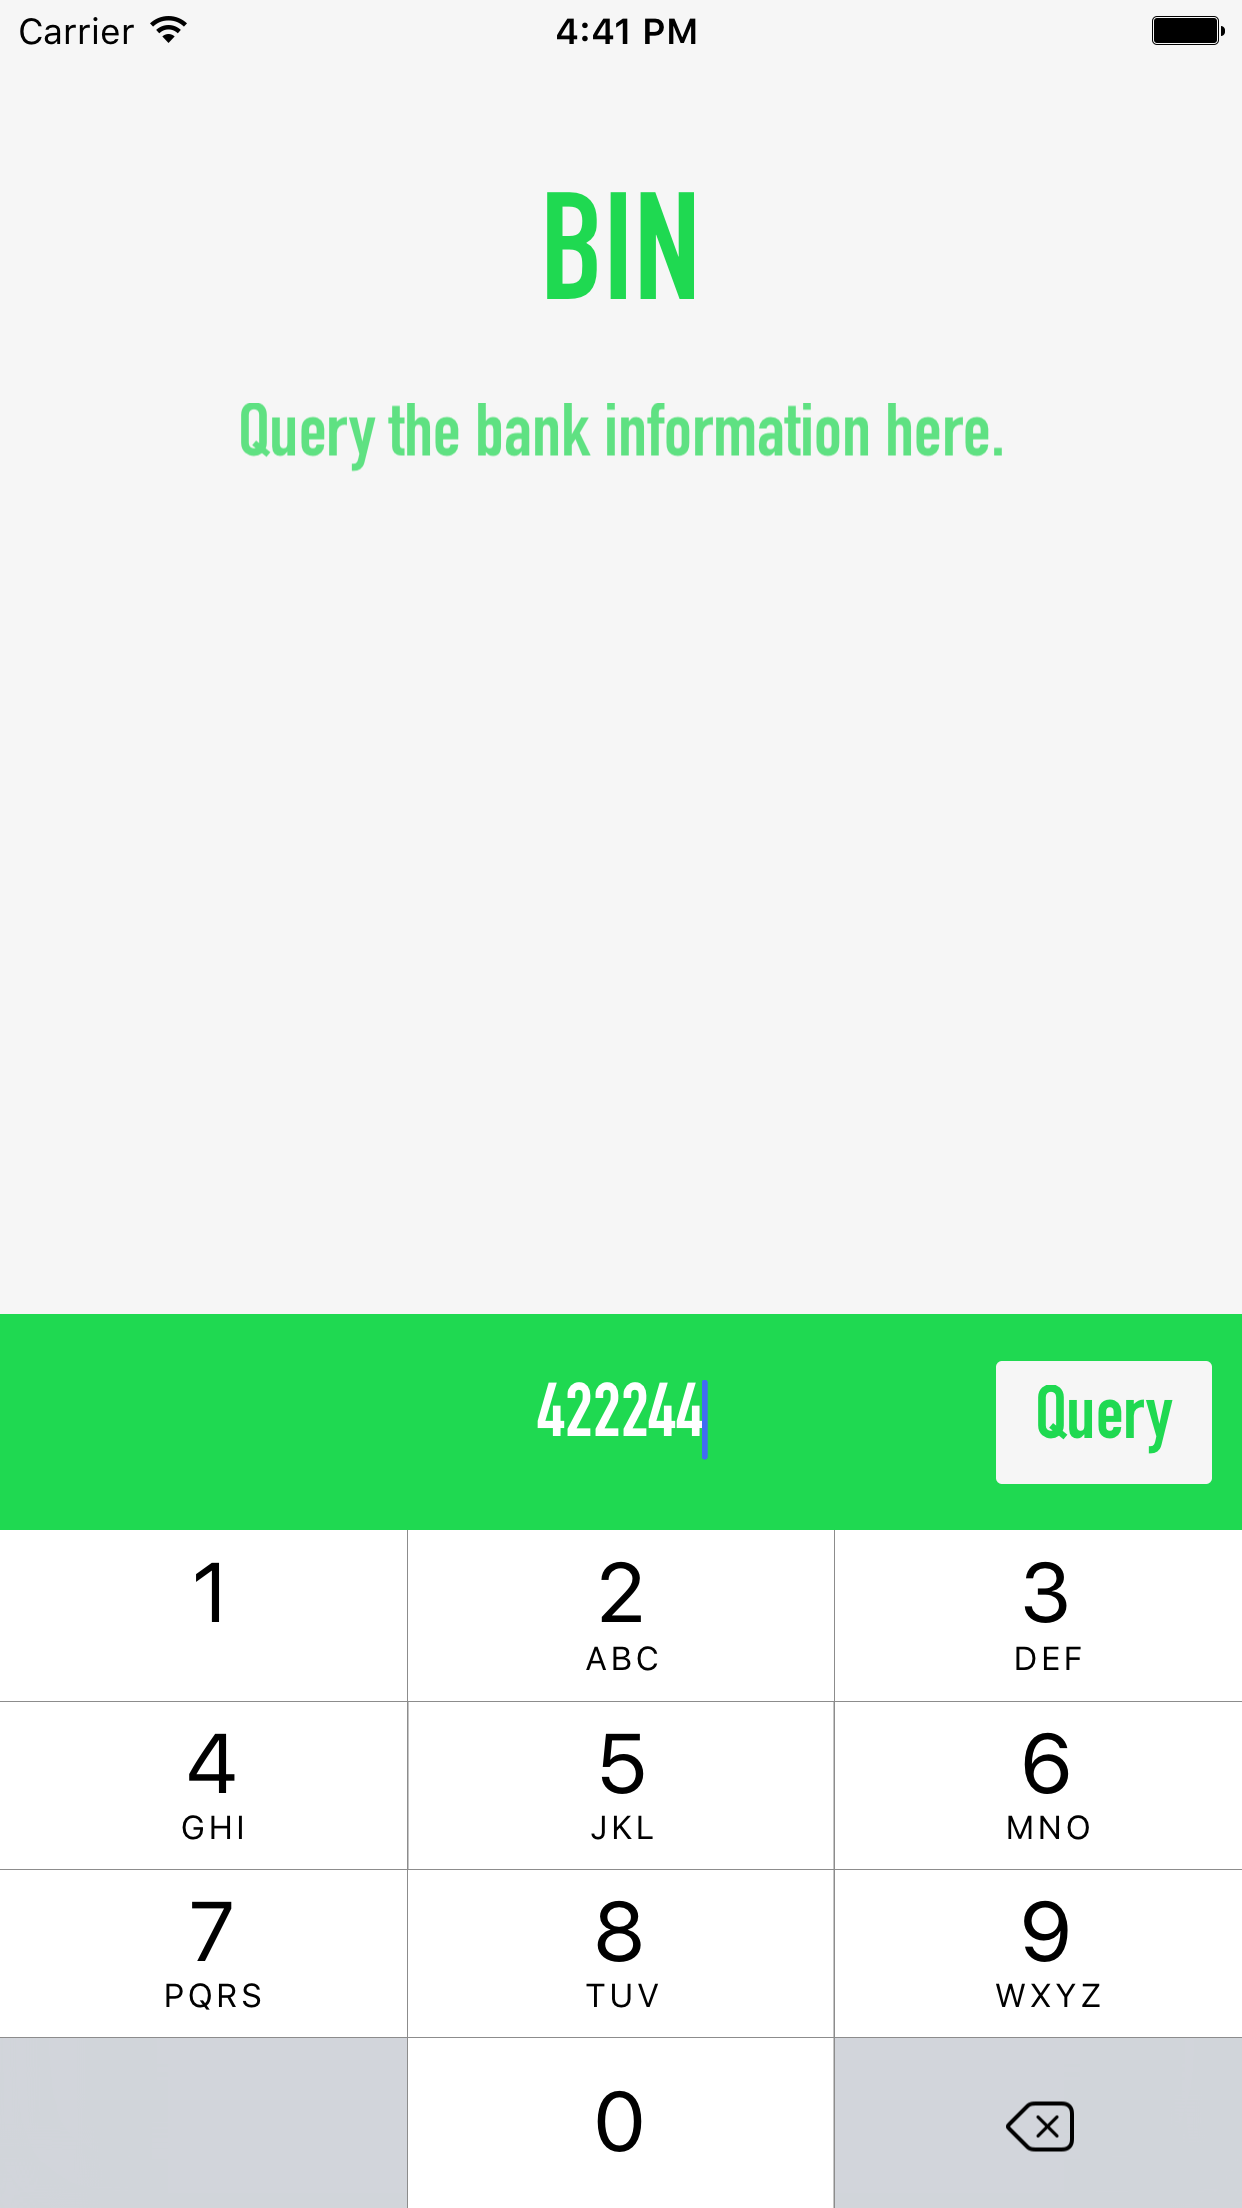 Carrier 4:41 PM
BIN
Query the bank information here.
422244 Query
1 2 3
ABC DEF
4 5 6
GHI JKL MNO
7 8 9
PQRS TUV WXYZ
0